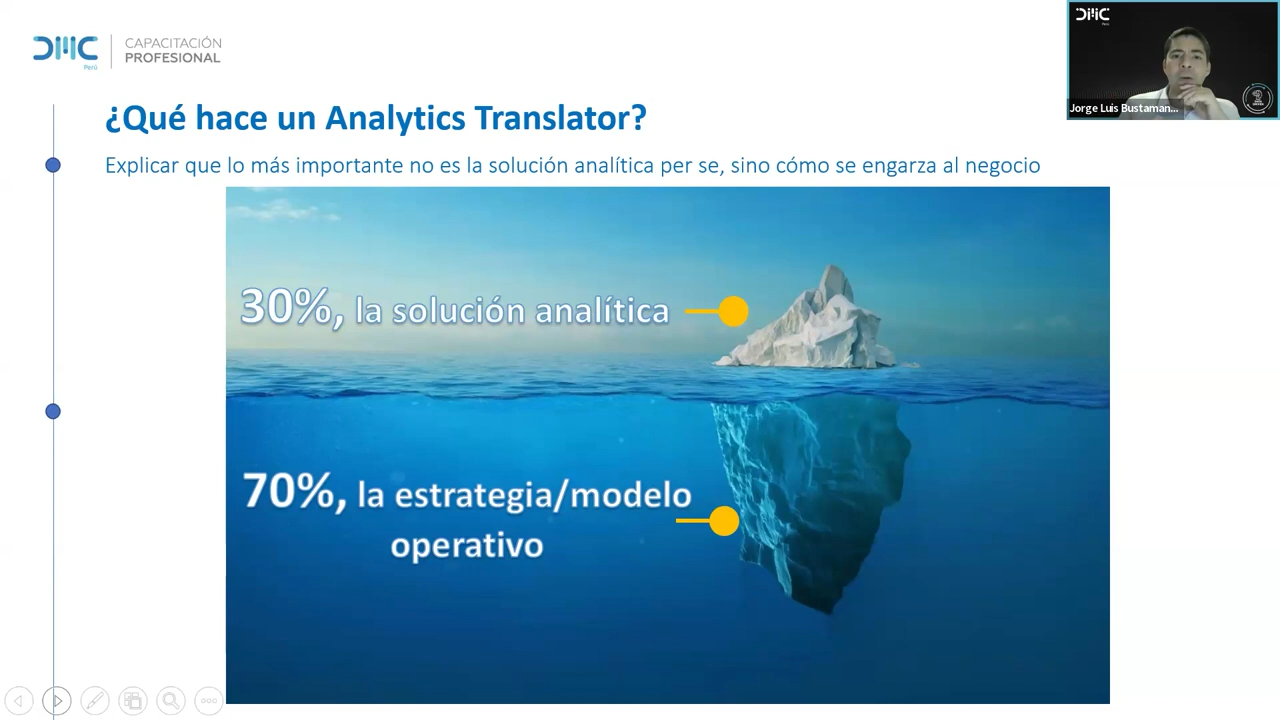 DMC
Perú
CAPACITACIÓN
PROFESIONAL
DMC
Perú
Jorge Luis Bustaman...
¿Qué hace un Analytics Translator?
Explicar que lo más importante no es la solución analítica per se, sino cómo se engarza al negocio
30%, la solución analítica
70%, la estrategia/modelo
operativo